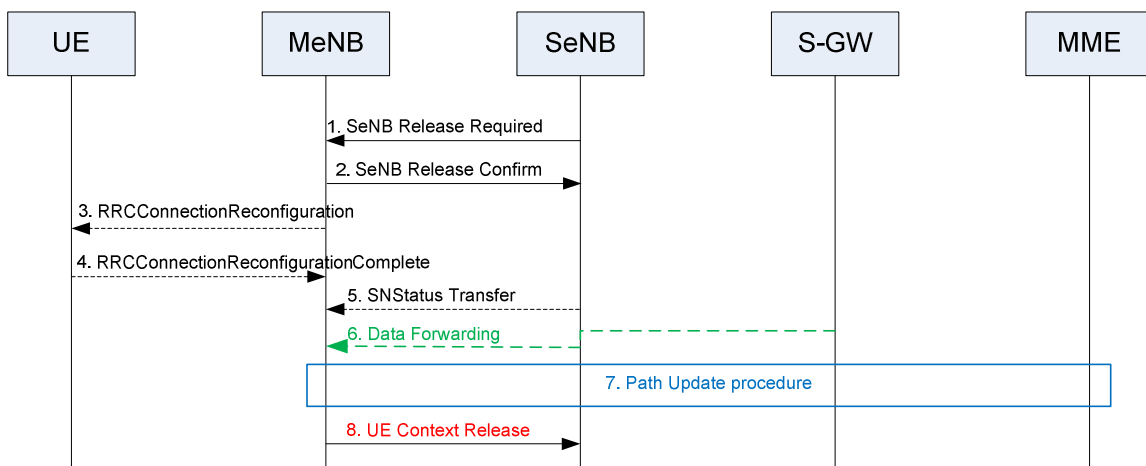 UE
MeNB
SeNB
S-GW
MME
1. SeNB Release Required
2. SeNB Release Confirm
3. RRCConnectionReconfiguration
4. RRCConnectionReconfigurationComplete
5. SNStatus Transfer
6. Data Forwarding
7. Path Update procedure
8. UE Context Release